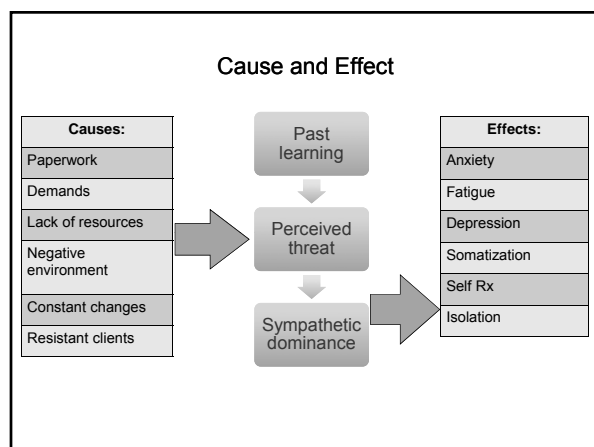 Cause and Effect
Causes:
Paperwork
Demands
Lack of resources
Negative
environment
Constant changes
Resistant clients
Past
learning
Perceived
threat
Sympathetic
dominance
Effects:
Anxiety
Fatigue
Depression
Somatization
Self Rx
Isolation